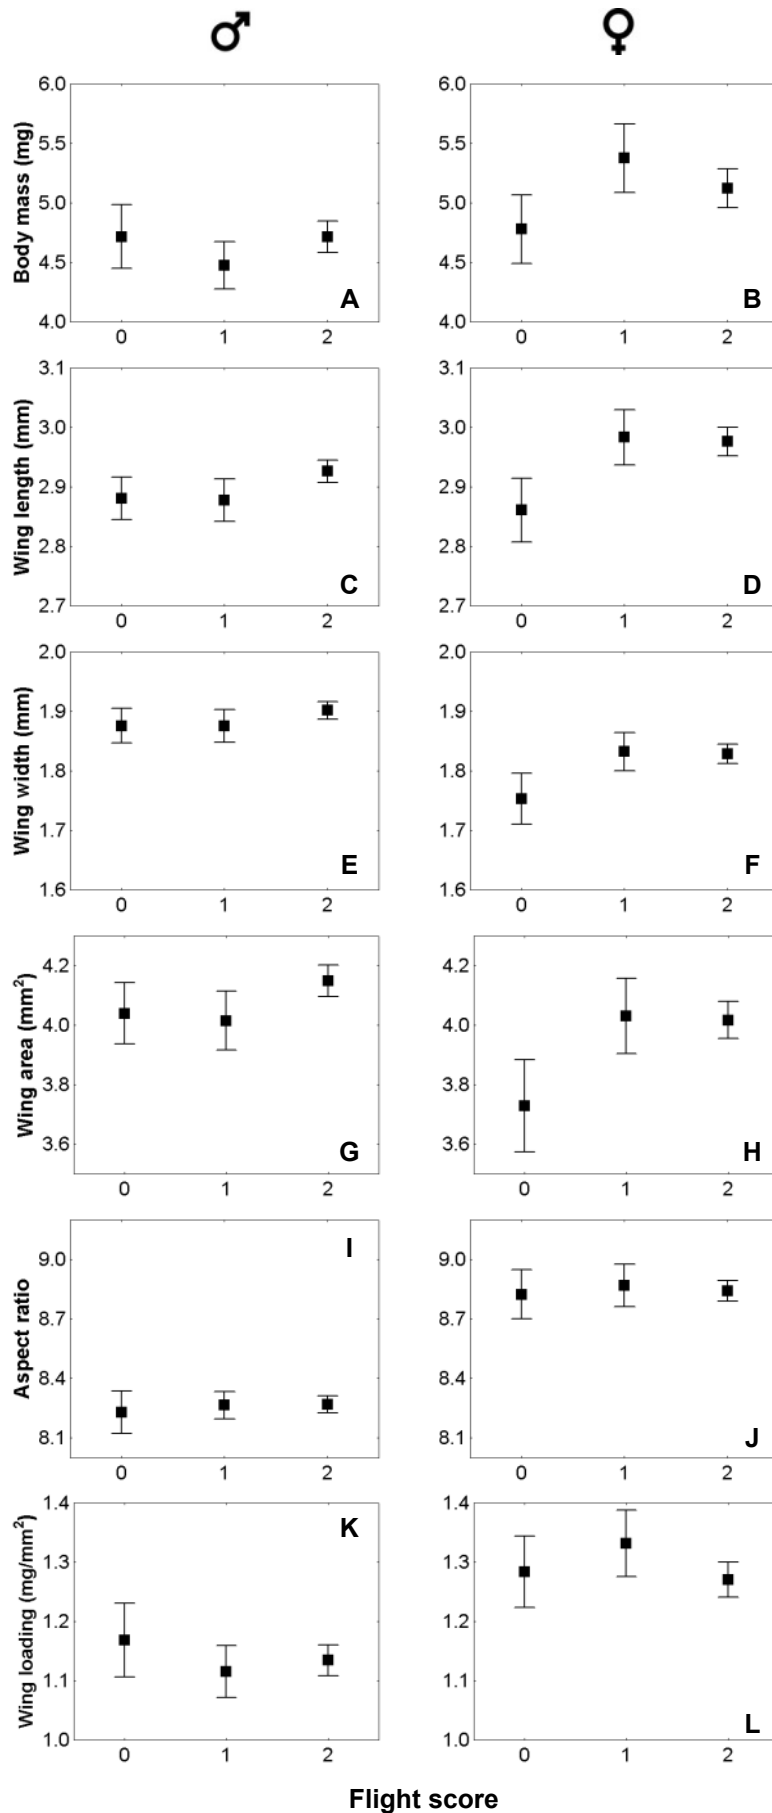 ♂ ♀
Body mass (mg)
6.0
5.5
5.0
4.5
4.0
0 1 2
A
6.0
5.5
5.0
4.5
4.0
0 1 2
B
Wing length (mm)
3.1
3.0
2.9
2.8
2.7
0 1 2
C
3.1
3.0
2.9
2.8
2.7
0 1 2
D
Wing width (mm)
2.0
1.9
1.8
1.7
1.6
0 1 2
E
2.0
1.9
1.8
1.7
1.6
0 1 2
F
Wing area (mm²)
4.2
4.0
3.8
3.6
0 1 2
G
4.2
4.0
3.8
3.6
0 1 2
H
Aspect ratio
9.0
8.7
8.4
8.1
0 1 2
I
9.0
8.7
8.4
8.1
0 1 2
J
Wing loading (mg/mm²)
1.4
1.3
1.2
1.1
1.0
0 1 2
K
1.4
1.3
1.2
1.1
1.0
0 1 2
L
Flight score